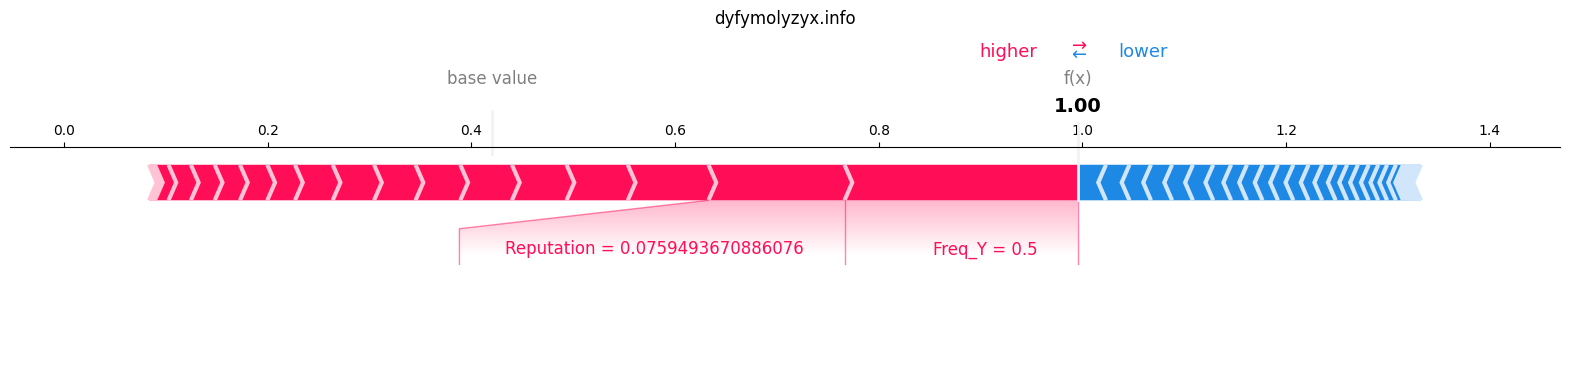 dyfymolyzyx.info
higher ⇄ lower
base value f(x)
1.00
0.0 0.2 0.4 0.6 0.8 1.0 1.2 1.4
Reputation = 0.0759493670886076 Freq_Y = 0.5